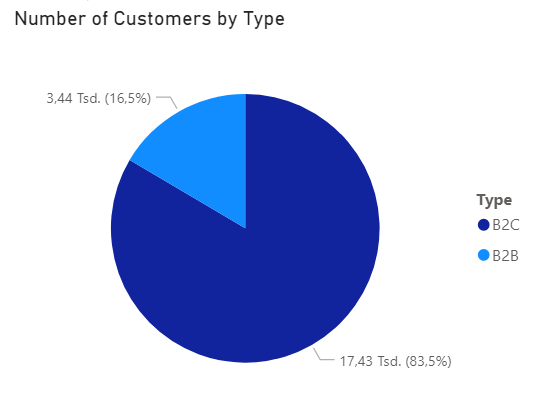 Number of Customers by Type
3,44 Tsd. (16,5%)
Type
B2C
B2B
17,43 Tsd. (83,5%)